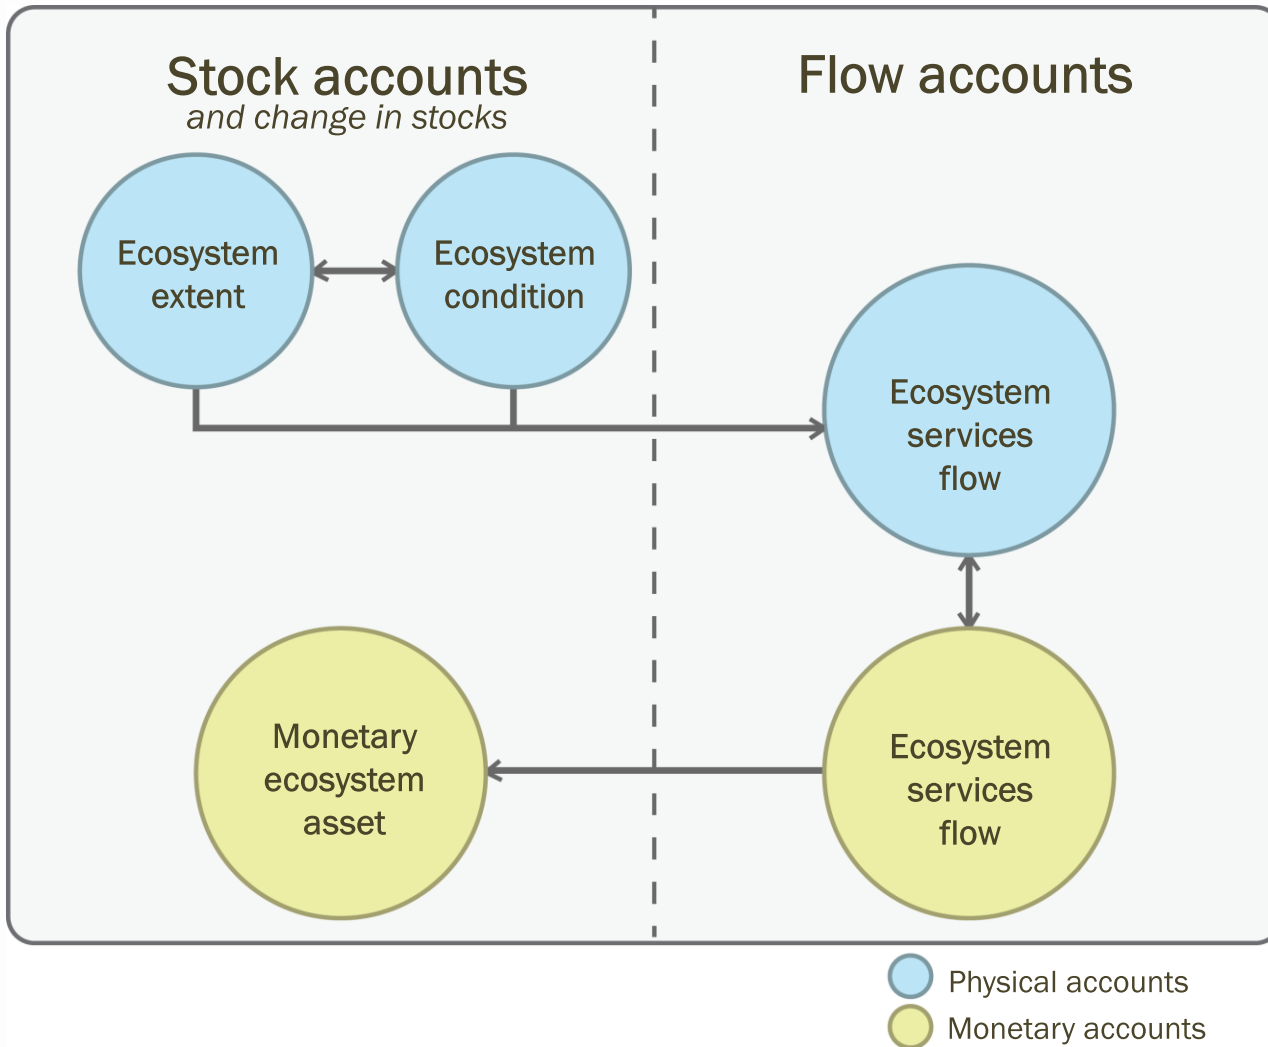 Stock accounts
and change in stocks
Flow accounts
Ecosystem
extent
Ecosystem
condition
Ecosystem
services
flow
Monetary
ecosystem
asset
Ecosystem
services
flow
Physical accounts
Monetary accounts